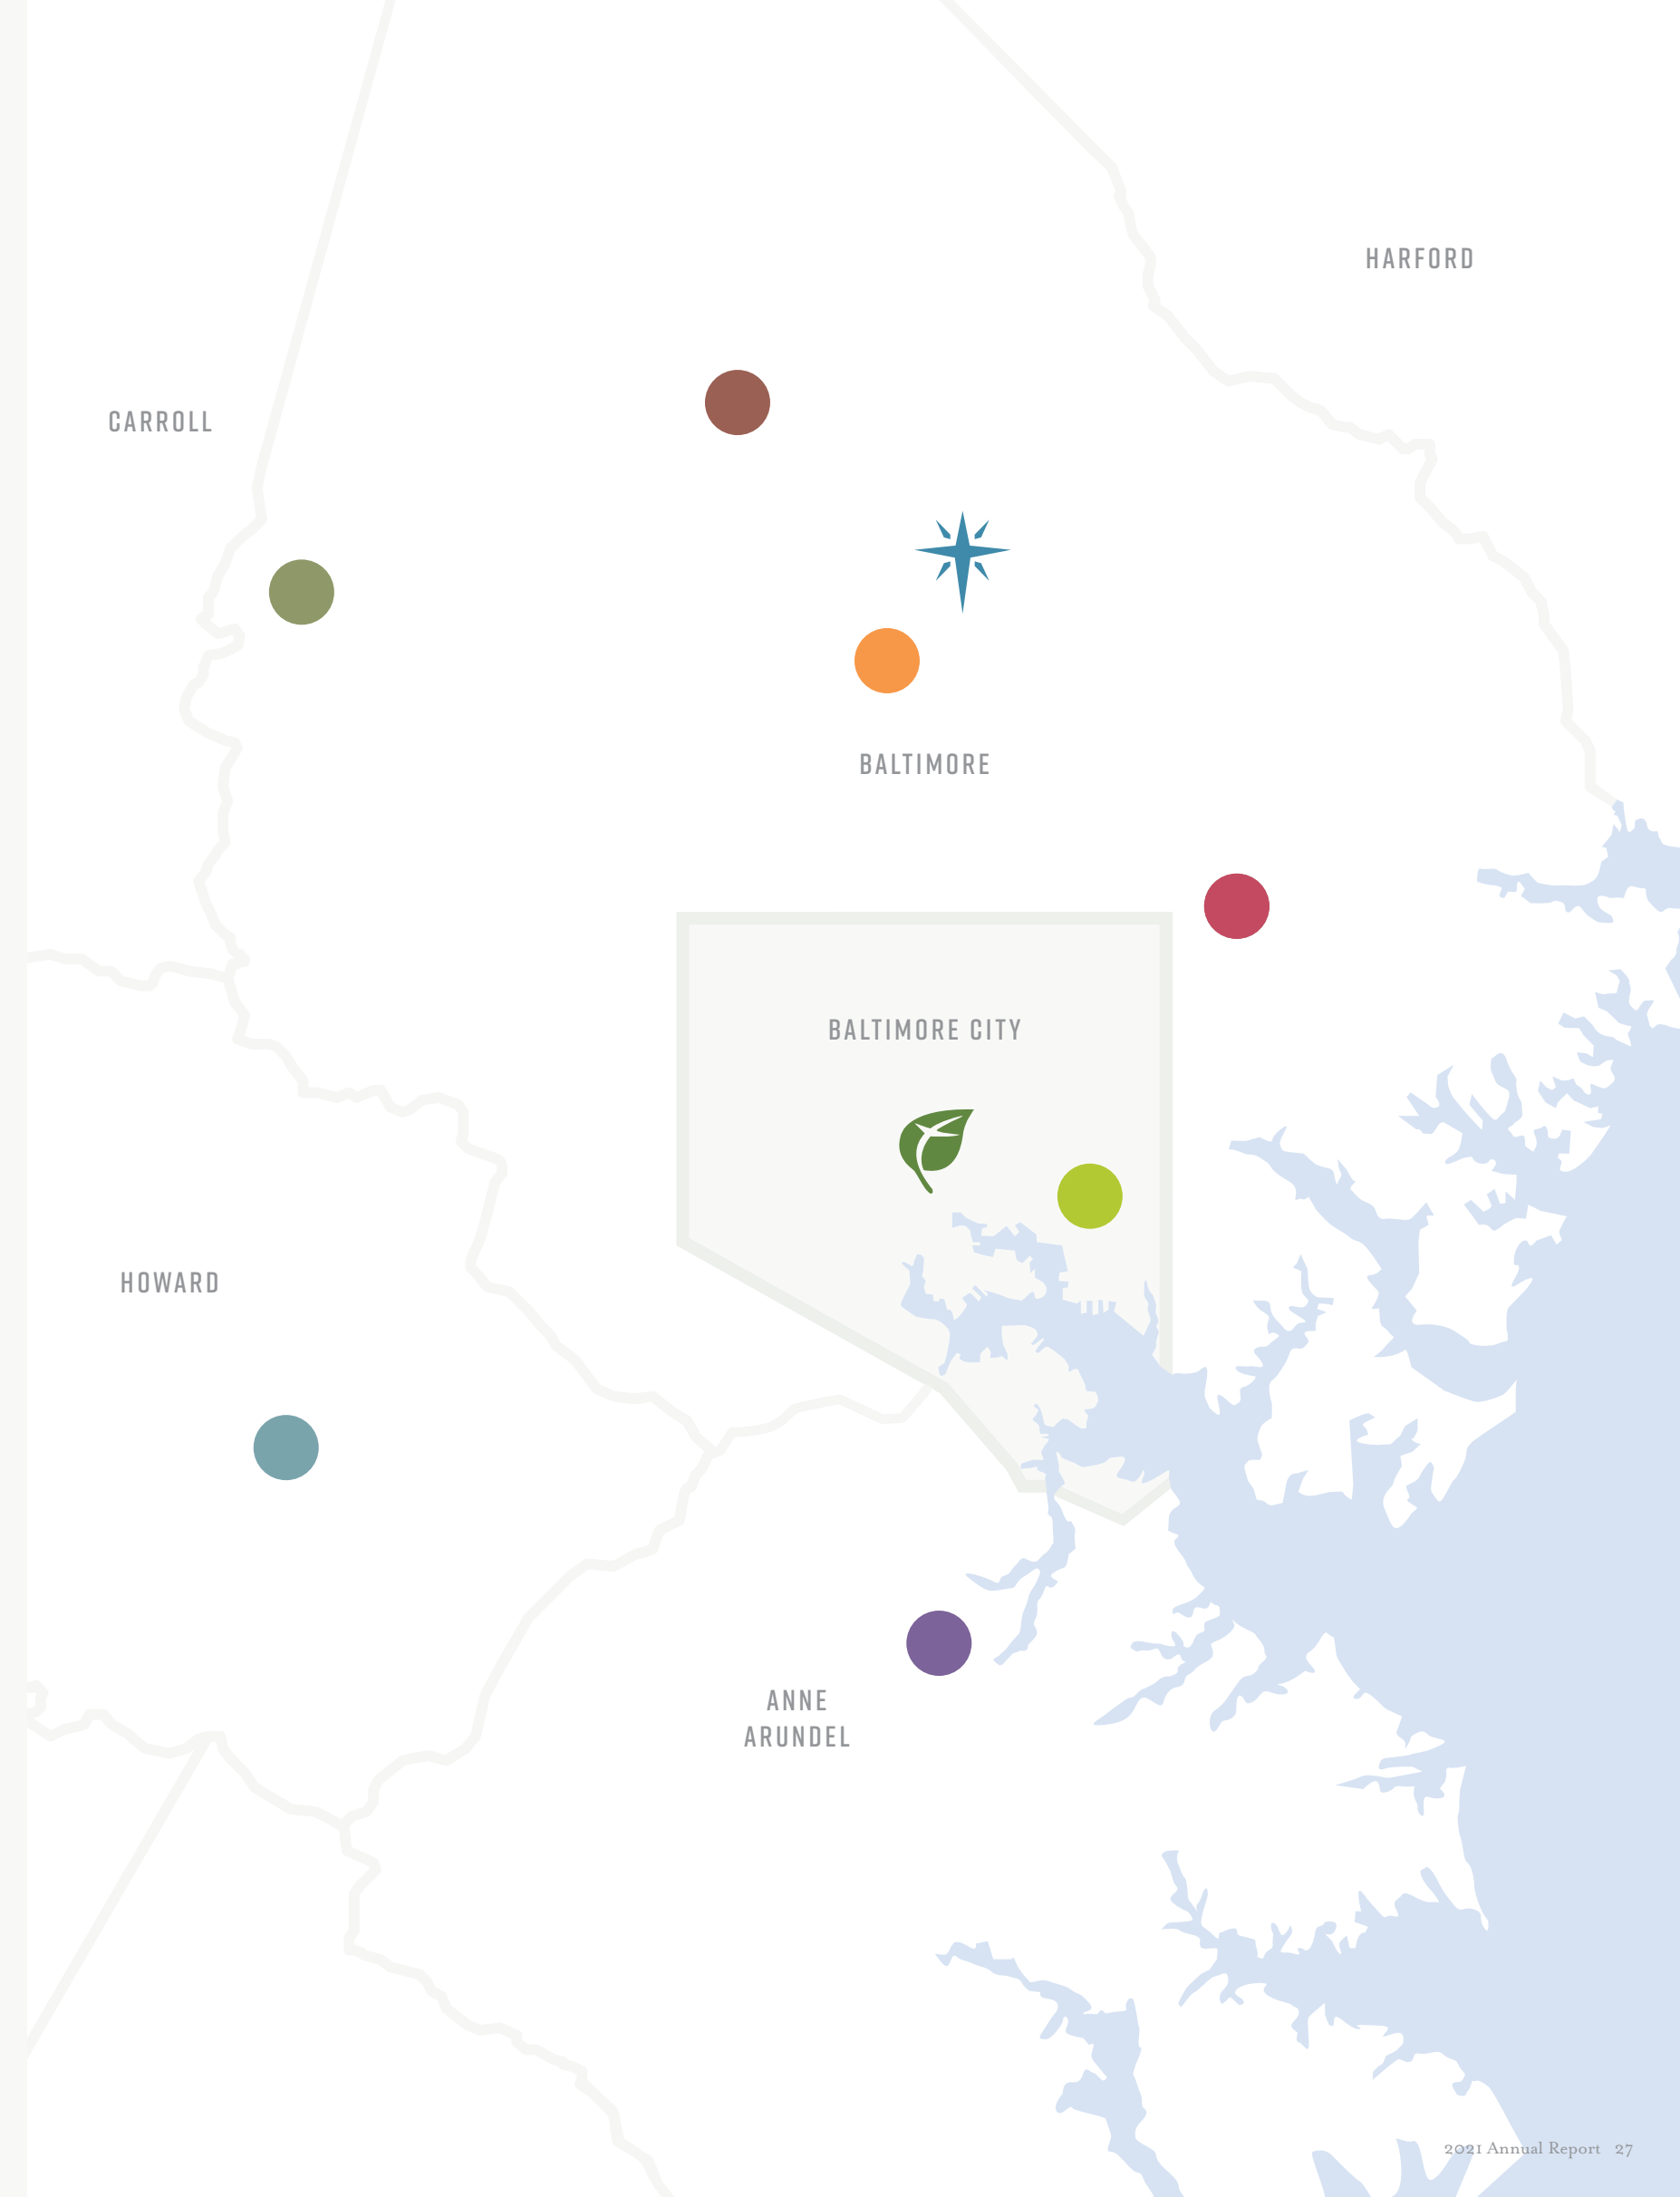 HARFORD
CARROLL
BALTIMORE
BALTIMORE CITY
HOWARD
ANNE
ARUNDEL
2021 Annual Report 27